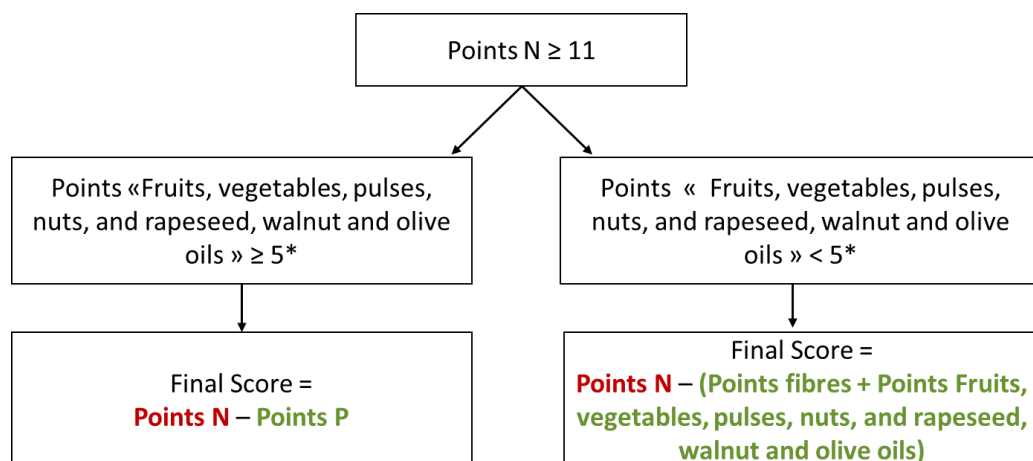 Points N ≥ 11
Points «Fruits, vegetables, pulses,
nuts, and rapeseed, walnut and olive
oils » ≥ 5*
Points « Fruits, vegetables, pulses,
nuts, and rapeseed, walnut and olive
oils » < 5*
Final Score =
Points N – Points P
Final Score =
Points N – (Points fibres + Points Fruits,
vegetables, pulses, nuts, and rapeseed,
walnut and olive oils)